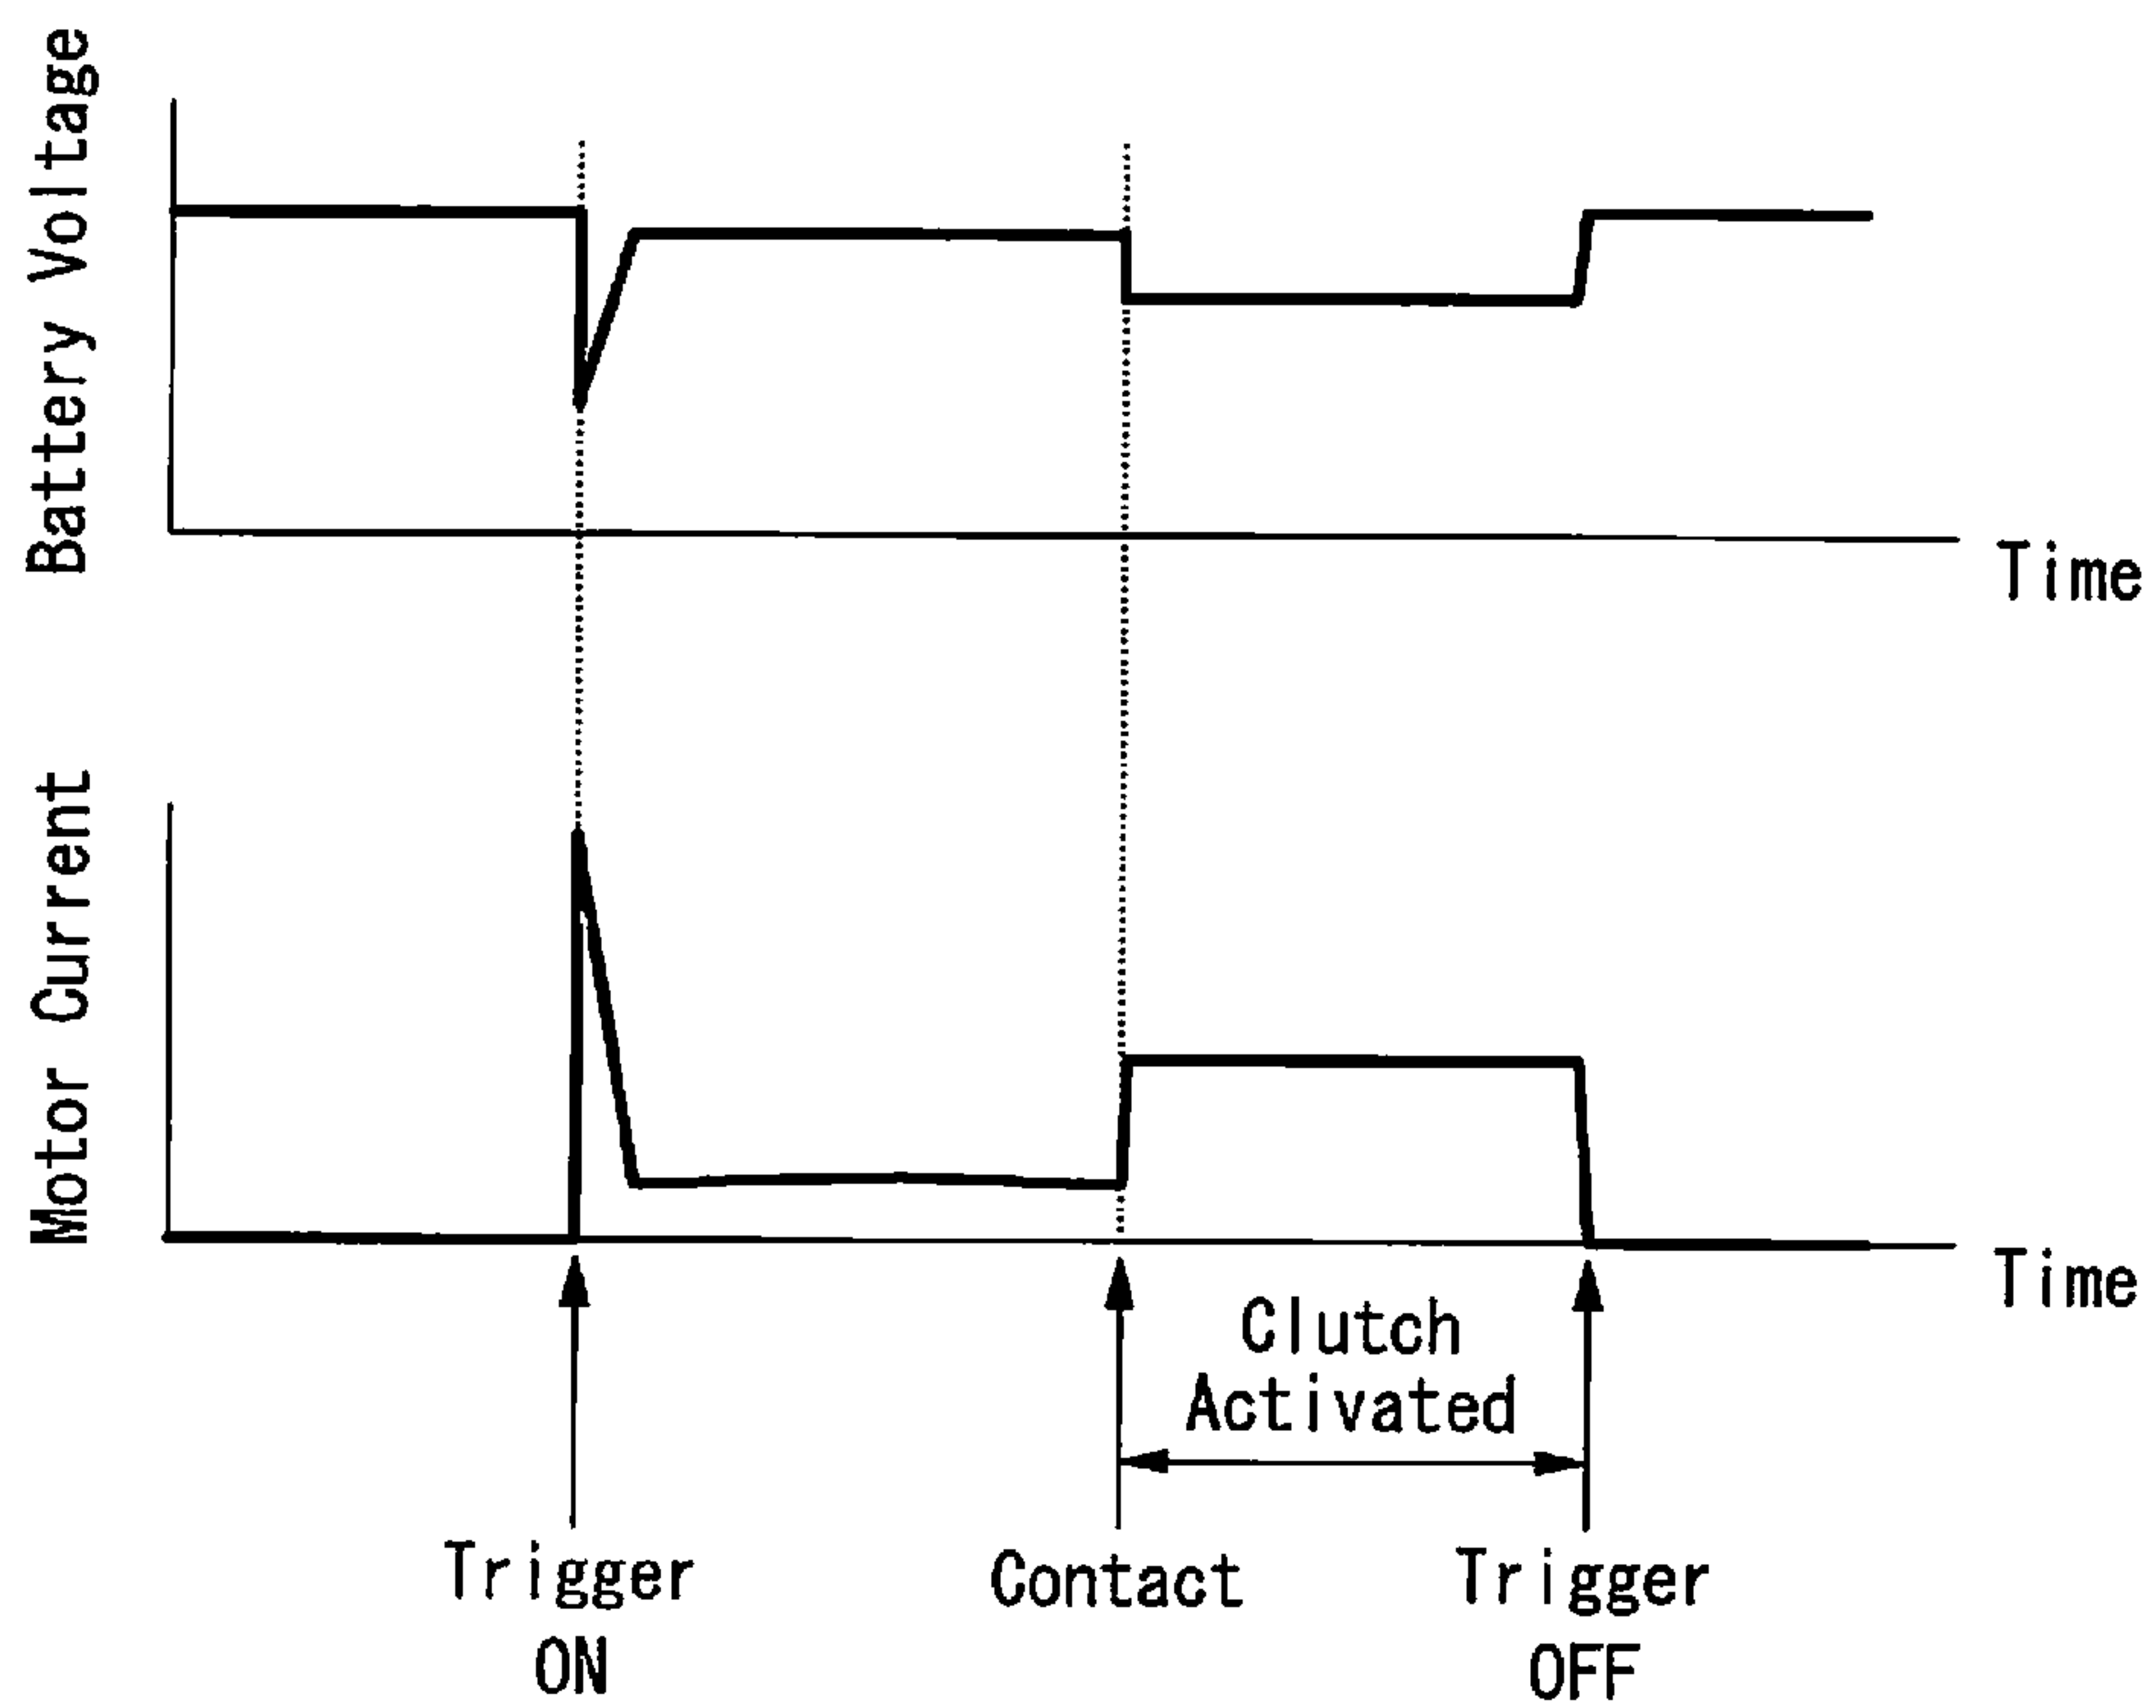 Battery Voltage
Time
Motor Current
Time
Clutch
Activated
Trigger
ON
Contact
Trigger
OFF